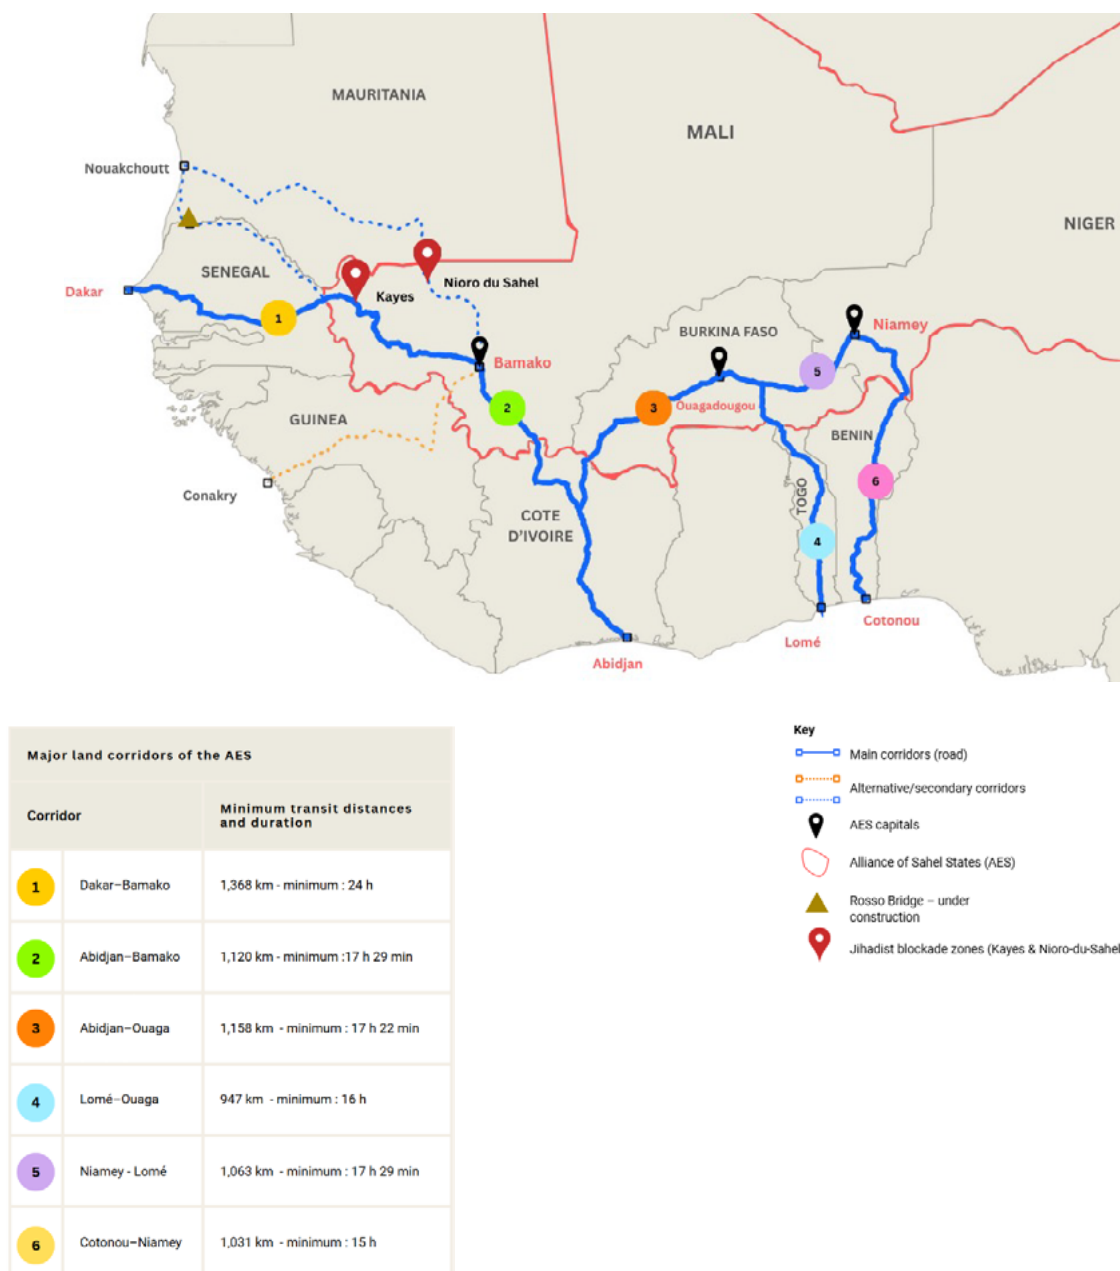 MAURITANIA
MALI
Nouakchoutt
NIGER
SENEGAL
Nioro du Sahel
Dakar
Kayes
1
Niamey
BURKINA FASO
Bamako
5
2
3
Ouagadougou
GUINEA
BENIN
6
Conakry
TOGO
COTE
D'IVOIRE
4
Cotonou
Lomé
Abidjan
Major land corridors of the AES
Corridor
Minimum transit distances
and duration
1 Dakar–Bamako 1,368 km - minimum : 24 h
2 Abidjan–Bamako 1,120 km - minimum :17 h 29 min
3 Abidjan–Ouaga 1,158 km - minimum : 17 h 22 min
4 Lomé–Ouaga 947 km - minimum : 16 h
5 Niamey - Lomé 1,063 km - minimum : 17 h 29 min
6 Cotonou–Niamey 1,031 km - minimum : 15 h
Key
Main corridors (road)
Alternative/secondary corridors
AES capitals
Alliance of Sahel States (AES)
Rosso Bridge – under
construction
Jihadist blockade zones (Kayes & Nioro-du-Sahel